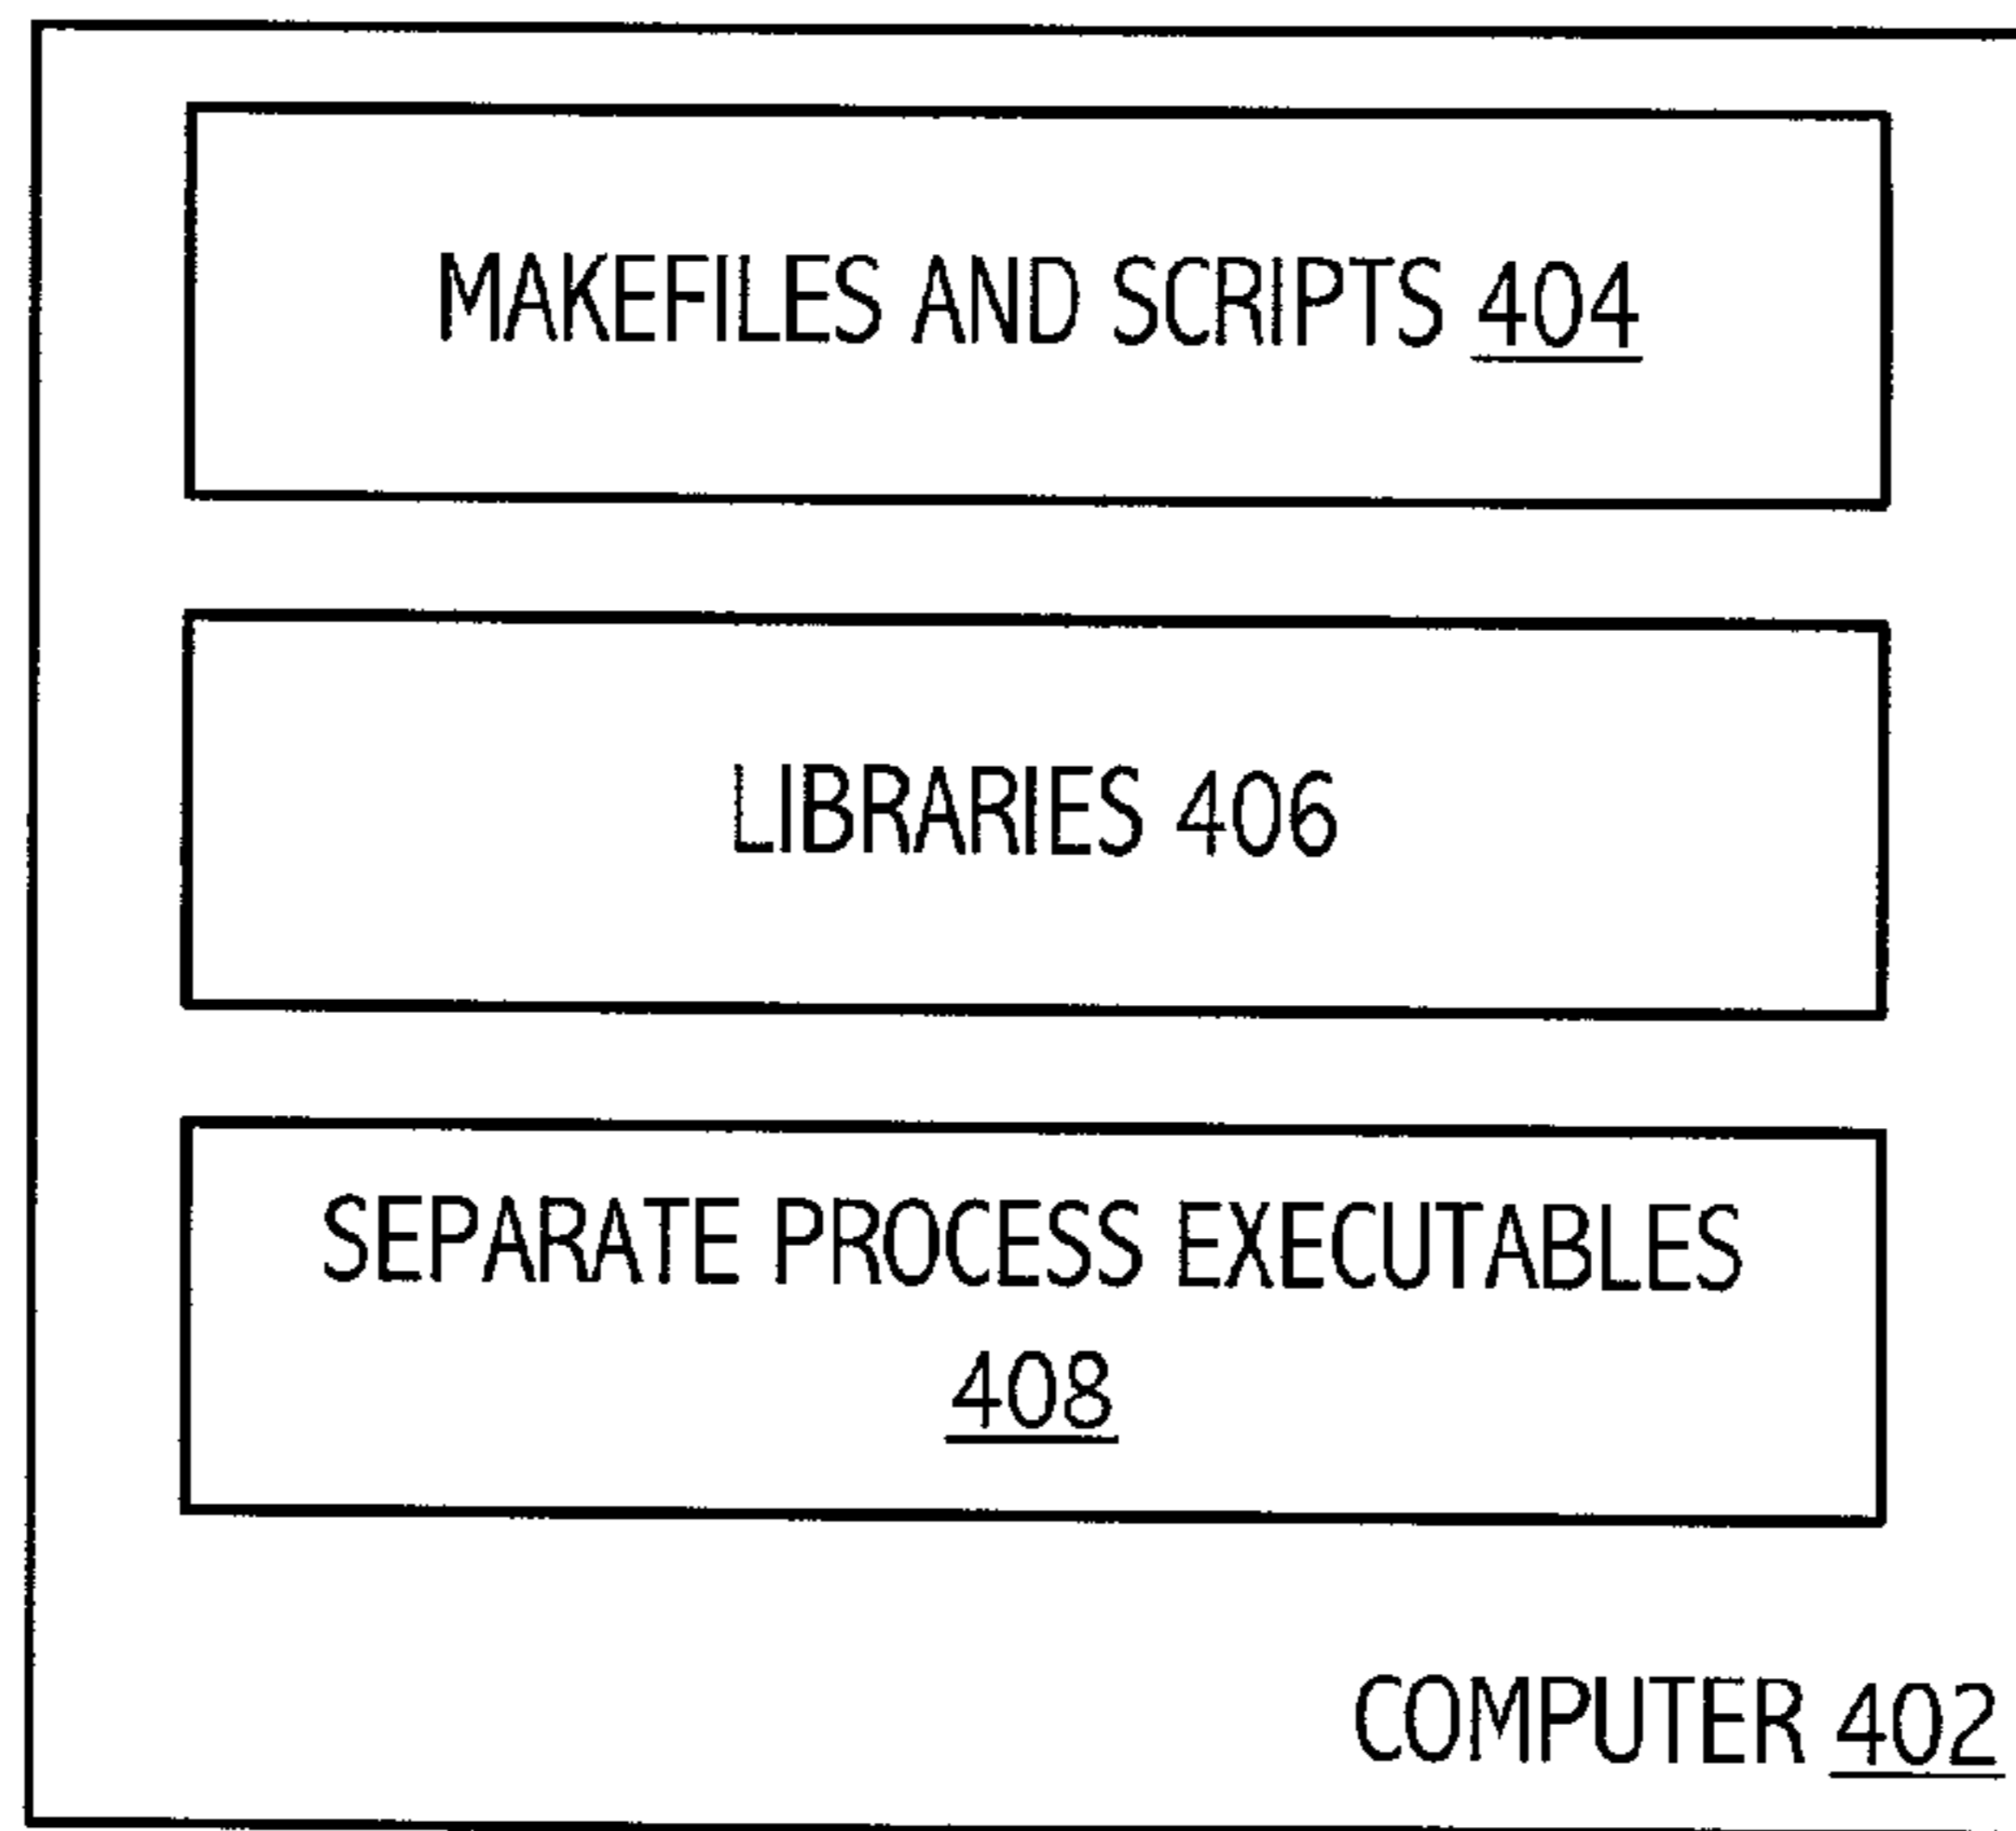 MAKEFILES AND SCRIPTS 404
LIBRARIES 406
SEPARATE PROCESS EXECUTABLES
408
COMPUTER 402